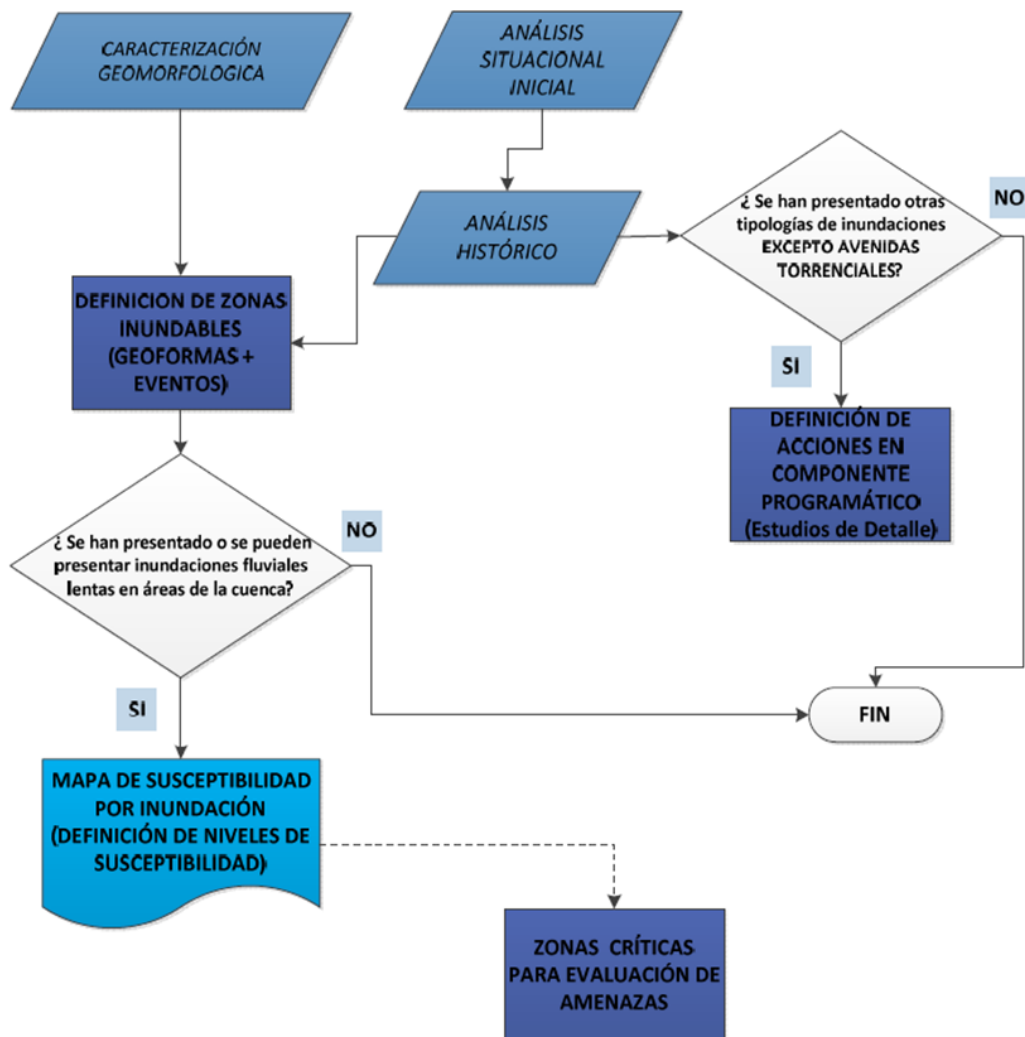 CARACTERIZACIÓN
GEOMORFOLOGICA
ANÁLISIS
SITUACIONAL
INICIAL
ANÁLISIS
HISTÓRICO
¿ Se han presentado otras
tipologías de inundaciones
EXCEPTO AVENIDAS
TORRENCIALES?
NO
DEFINICION DE ZONAS
INUNDABLES
(GEOFORMAS +
EVENTOS)
SI
DEFINICIÓN DE
ACCIONES EN
COMPONENTE
PROGRAMÁTICO
(Estudios de Detalle)
¿ Se han presentado o se pueden
presentar inundaciones fluviales
lentas en áreas de la cuenca?
NO
SI
FIN
MAPA DE SUSCEPTIBILIDAD
POR INUNDACIÓN
(DEFINICIÓN DE NIVELES DE
SUSCEPTIBILIDAD)
ZONAS CRÍTICAS
PARA EVALUACIÓN DE
AMENAZAS